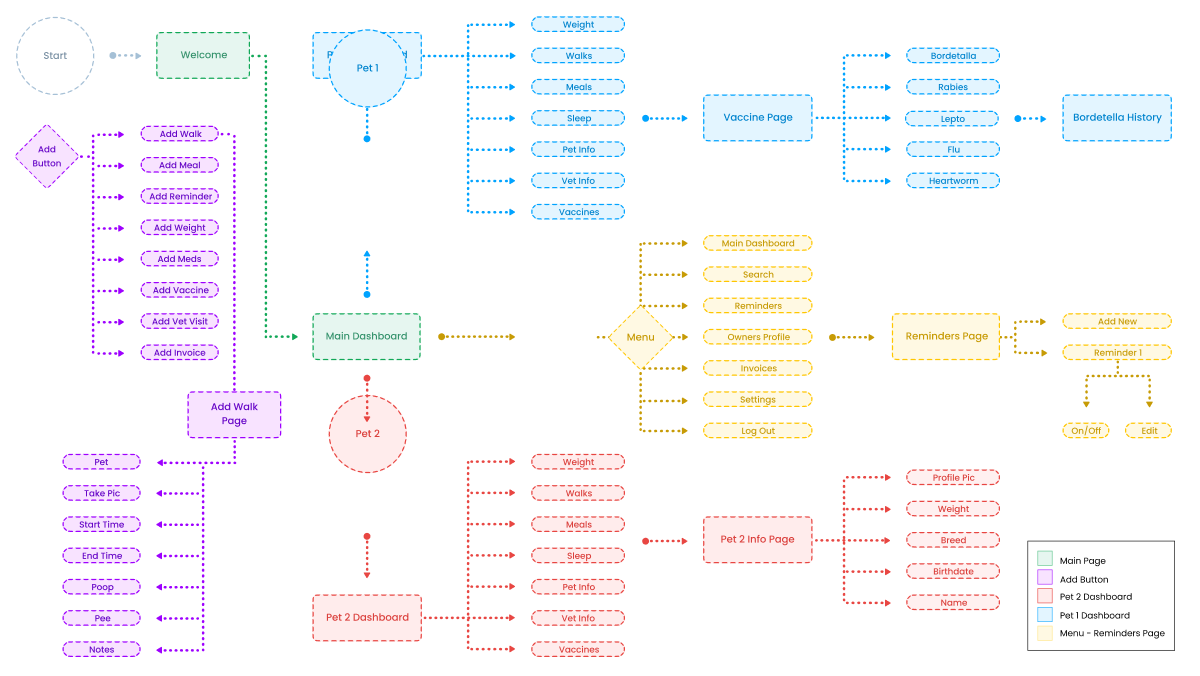 Start
Welcome
Pet 1
Weight
Walks
Meals
Sleep
Pet Info
Vet Info
Vaccines
Vaccine Page
Bordetalla
Rabies
Lepto
Flu
Heartworm
Bordetella History
Add
Button
Add Walk
Add Meal
Add Reminder
Add Weight
Add Meds
Add Vaccine
Add Vet Visit
Add Invoice
Main Dashboard
Menu
Main Dashboard
Search
Reminders
Owners Profile
Invoices
Settings
Log Out
Reminders Page
Add New
Reminder 1
On/Off
Edit
Add Walk
Page
Pet
Take Pic
Start Time
End Time
Poop
Pee
Notes
Pet 2
Pet 2 Dashboard
Weight
Walks
Meals
Sleep
Pet Info
Vet Info
Vaccines
Pet 2 Info Page
Profile Pic
Weight
Breed
Birthdate
Name
Main Page
Add Button
Pet 2 Dashboard
Pet 1 Dashboard
Menu - Reminders Page